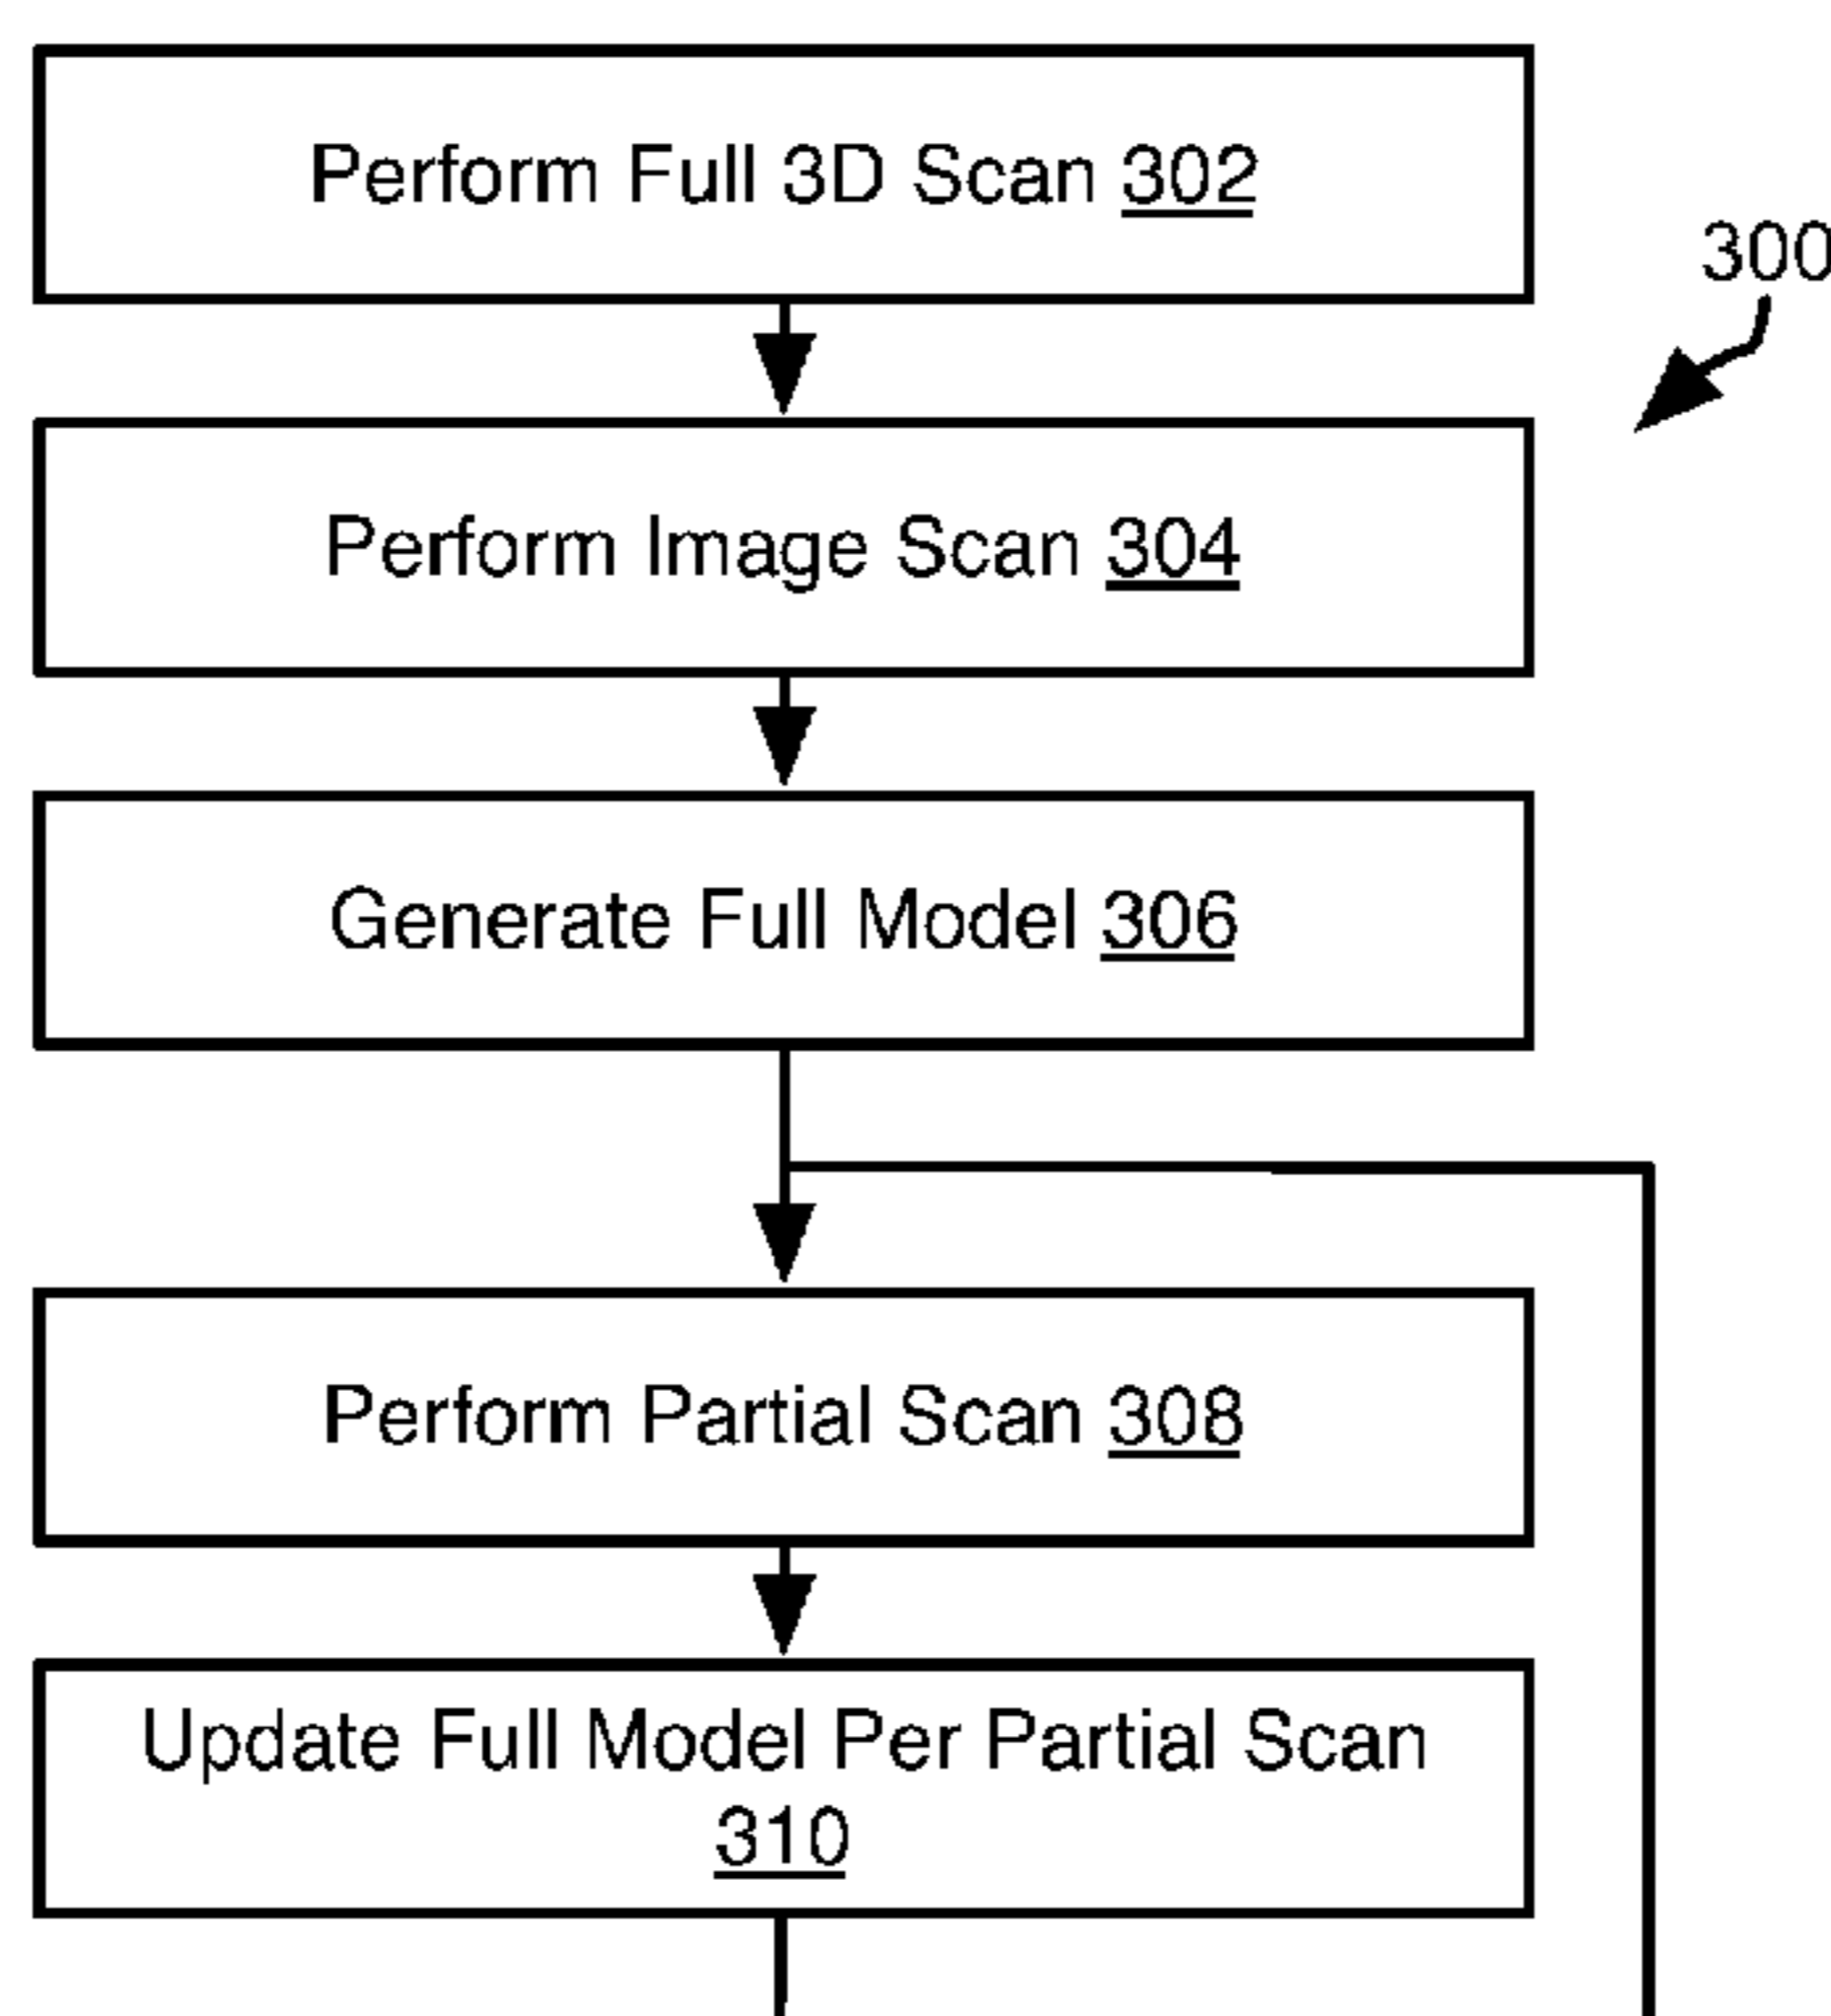 Perform Full 3D Scan 302
300
Perform Image Scan 304
Generate Full Model 306
Perform Partial Scan 308
Update Full Model Per Partial Scan
310